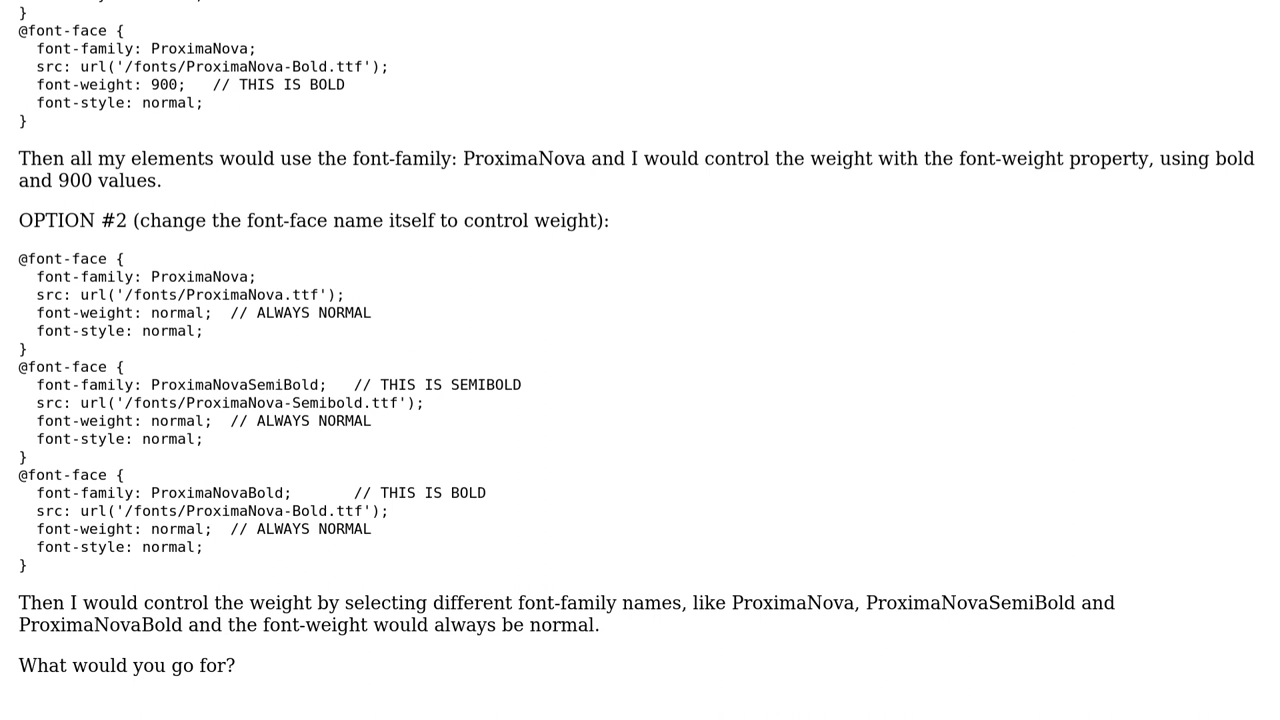 }
@font-face {
  font-family: ProximaNova;
  src: url('/fonts/ProximaNova-Bold.ttf');
  font-weight: 900;   // THIS IS BOLD
  font-style: normal;
}
Then all my elements would use the font-family: ProximaNova and I would control the weight with the font-weight property, using bold
and 900 values.
OPTION #2 (change the font-face name itself to control weight):
@font-face {
  font-family: ProximaNova;
  src: url('/fonts/ProximaNova.ttf');
  font-weight: normal;  // ALWAYS NORMAL
  font-style: normal;
}
@font-face {
  font-family: ProximaNovaSemiBold;   // THIS IS SEMIBOLD
  src: url('/fonts/ProximaNova-Semibold.ttf');
  font-weight: normal;  // ALWAYS NORMAL
  font-style: normal;
}
@font-face {
  font-family: ProximaNovaBold;       // THIS IS BOLD
  src: url('/fonts/ProximaNova-Bold.ttf');
  font-weight: normal;  // ALWAYS NORMAL
  font-style: normal;
}
Then I would control the weight by selecting different font-family names, like ProximaNova, ProximaNovaSemiBold and
ProximaNovaBold and the font-weight would always be normal.
What would you go for?